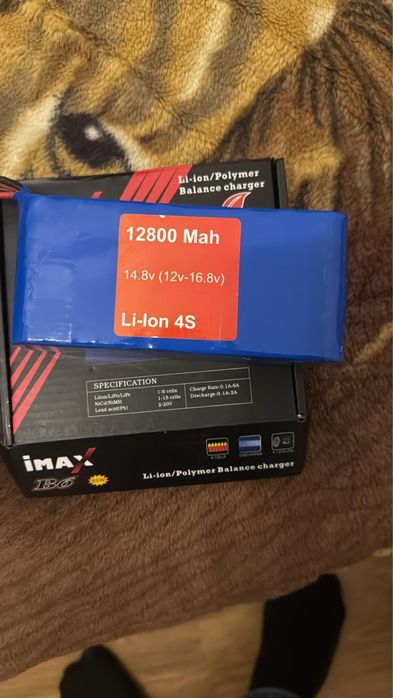 Li-ion/Polymer
Balance charger
12800 Mah
14.8v (12v-16.8v)
Li-Ion 4S
SPECIFICATION
LiIon/LiPo/LiFe 1-6 cells Charge Rate:0.1A-6A
NiCd/NiMH 1-15 cells Discharge:0.1A-2A
Lead acid(Pb) 2-20V
iMAX
B6
Li-ion/Polymer Balance charger